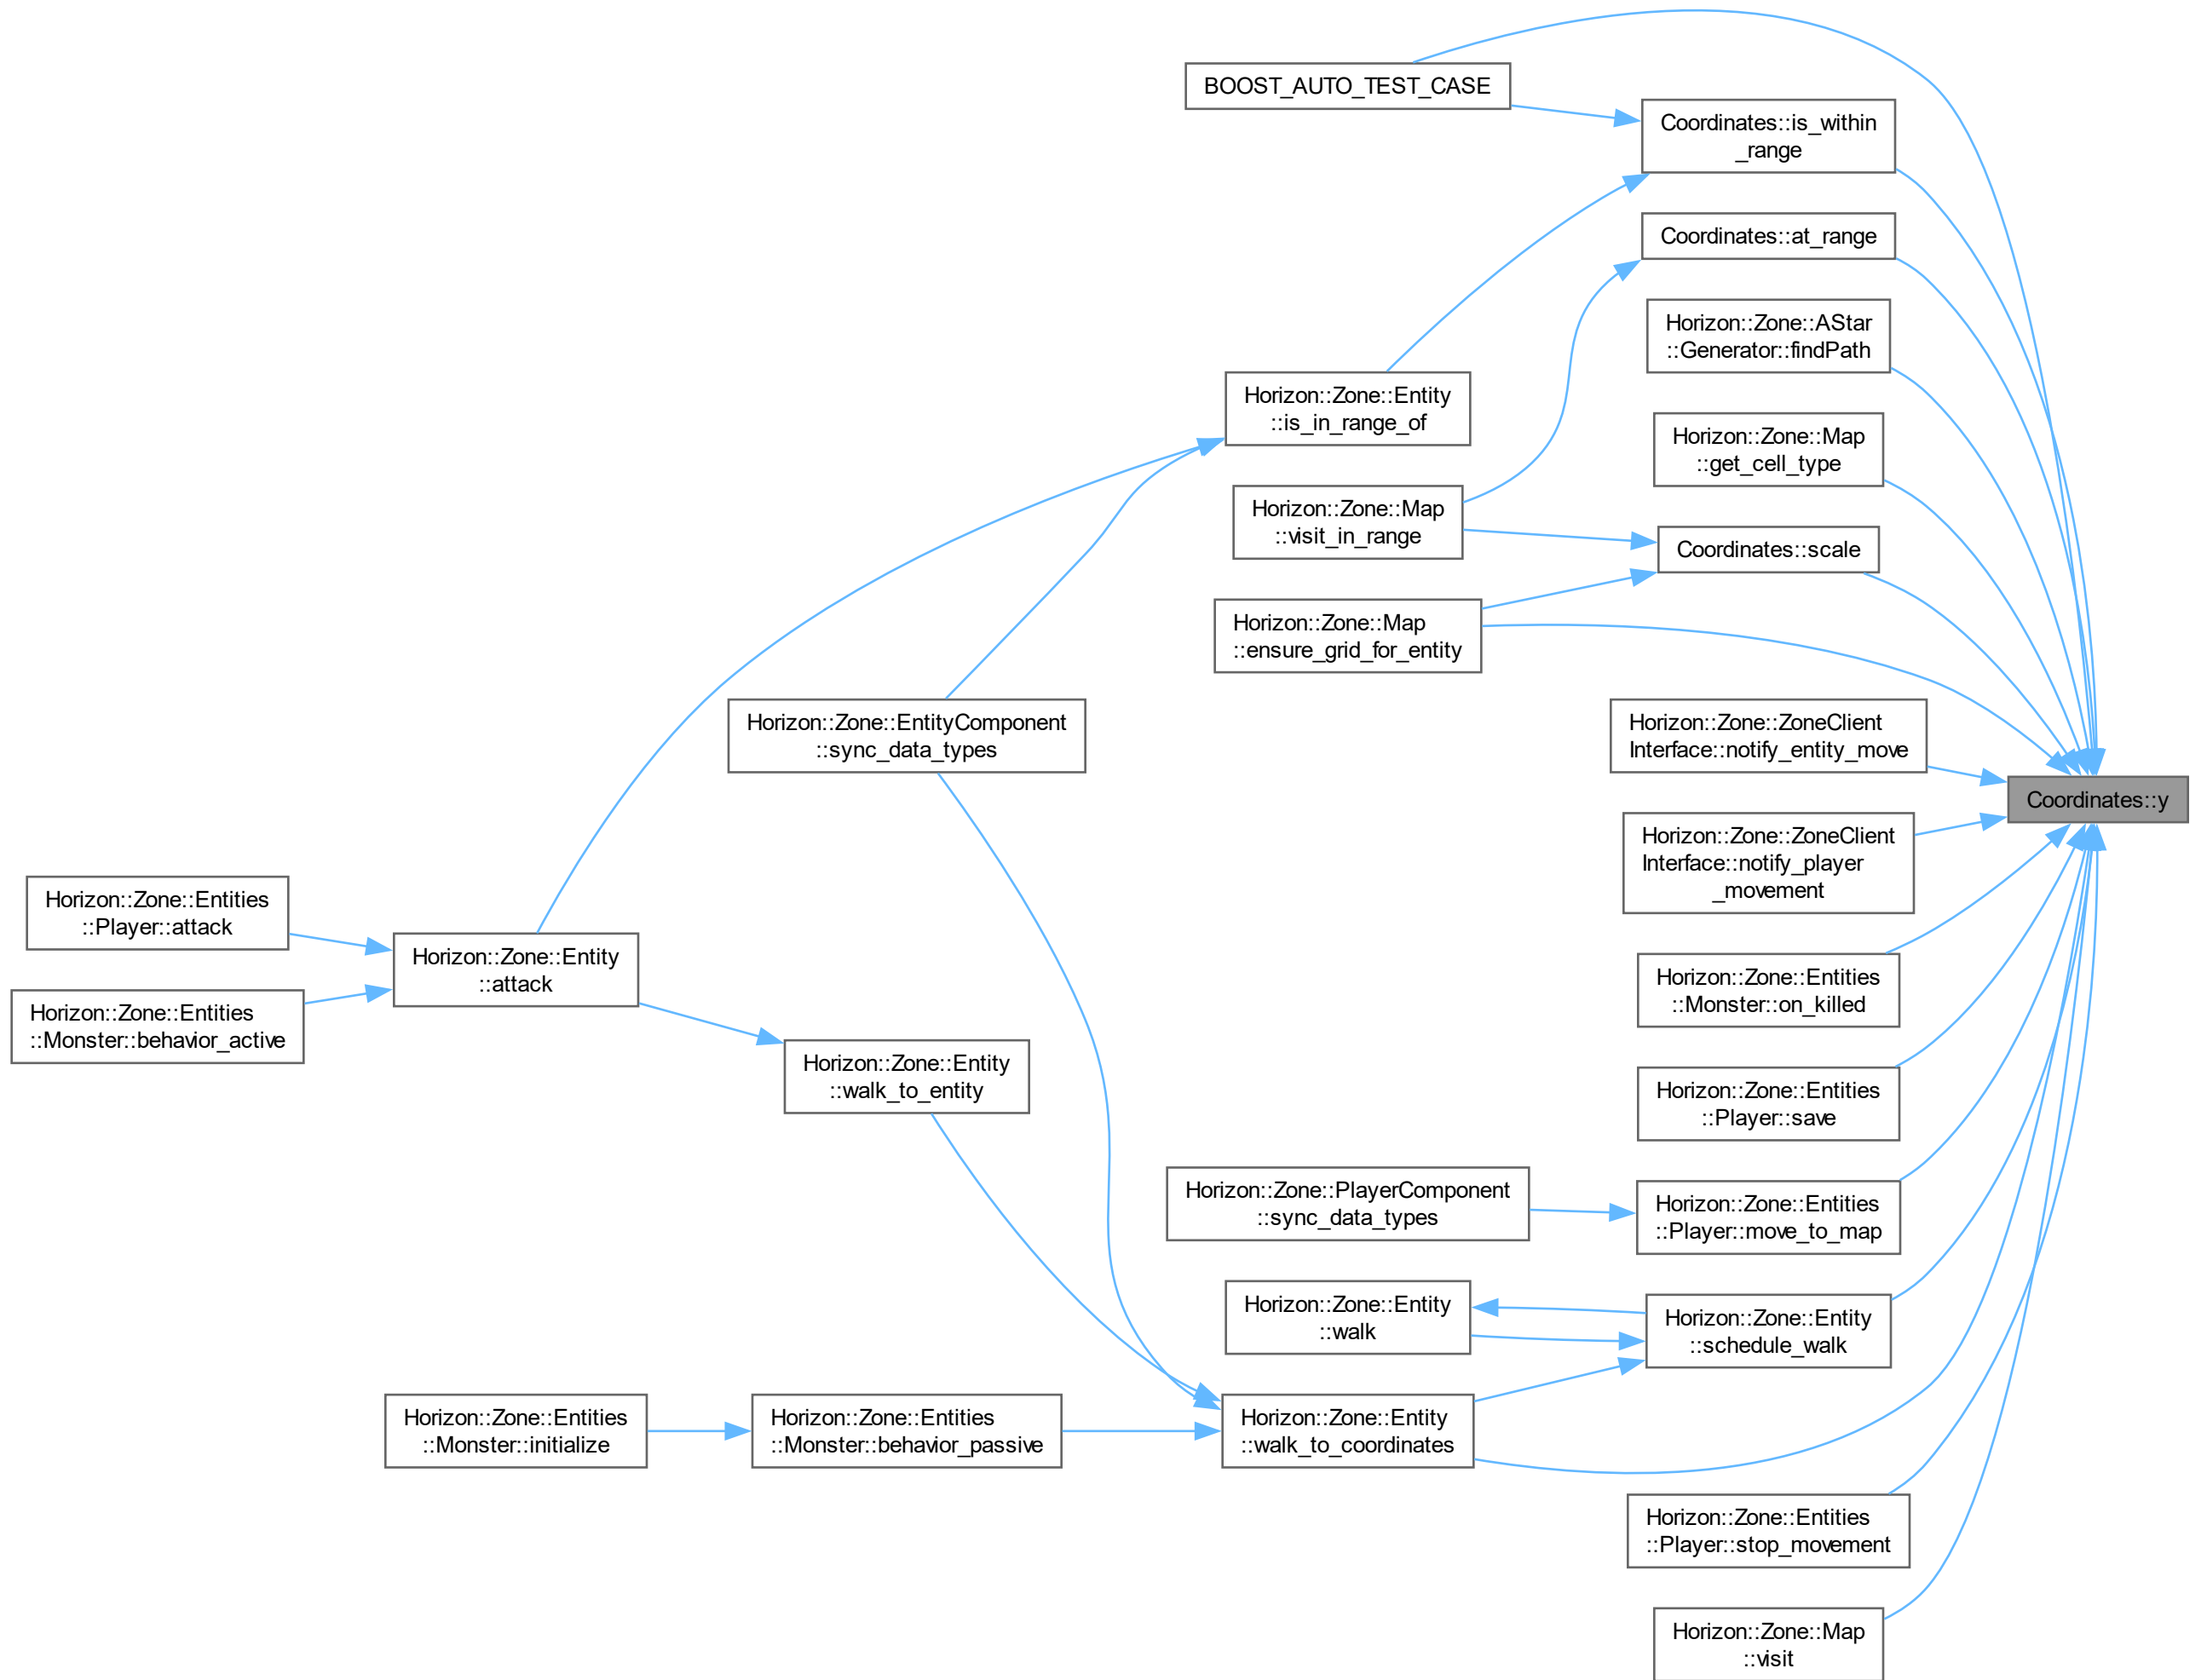 BOOST_AUTO_TEST_CASE
Coordinates::is_within
_range
Coordinates::at_range
Horizon::Zone::AStar
::Generator::findPath
Horizon::Zone::Entity
::is_in_range_of
Horizon::Zone::Map
::get_cell_type
Horizon::Zone::Map
::visit_in_range
Coordinates::scale
Horizon::Zone::Map
::ensure_grid_for_entity
Horizon::Zone::EntityComponent
::sync_data_types
Horizon::Zone::ZoneClient
Interface::notify_entity_move
Coordinates::y
Horizon::Zone::ZoneClient
Interface::notify_player
_movement
Horizon::Zone::Entities
::Player::attack
Horizon::Zone::Entity
::attack
Horizon::Zone::Entities
::Monster::on_killed
Horizon::Zone::Entities
::Monster::behavior_active
Horizon::Zone::Entity
::walk_to_entity
Horizon::Zone::Entities
::Player::save
Horizon::Zone::PlayerComponent
::sync_data_types
Horizon::Zone::Entities
::Player::move_to_map
Horizon::Zone::Entity
::walk
Horizon::Zone::Entity
::schedule_walk
Horizon::Zone::Entities
::Monster::initialize
Horizon::Zone::Entities
::Monster::behavior_passive
Horizon::Zone::Entity
::walk_to_coordinates
Horizon::Zone::Entities
::Player::stop_movement
Horizon::Zone::Map
::visit